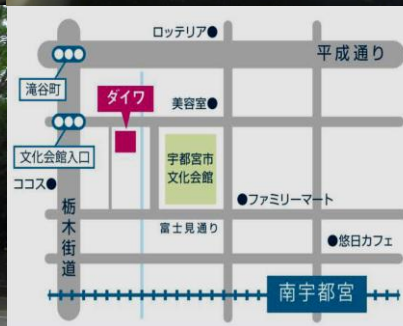 ロッテリア●
平成通り
滝谷町
ダイワ
美容室●
文化会館入口
宇都宮市
文化会館
ココス●
●ファミリーマート
栃木街道
富士見通り
●悠日カフェ
南宇都宮